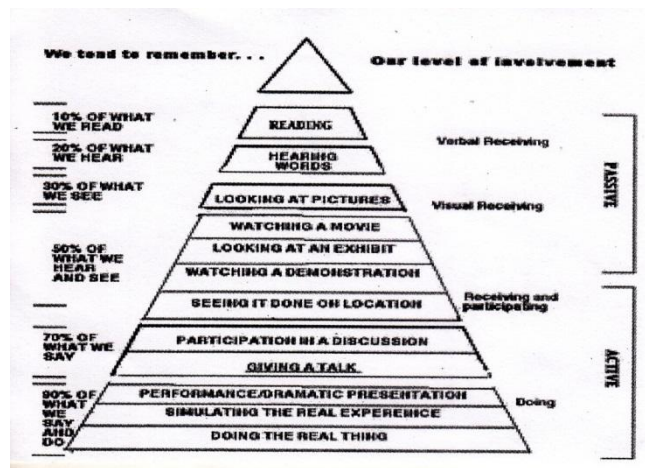 We tend to remember. . .
Our level of involvement
10% OF WHAT
WE READ
READING
Verbal Receiving
20% OF WHAT
WE HEAR
HEARING
WORDS
30% OF WHAT
WE SEE
LOOKING AT PICTURES
Visual Receiving
PASSIVE
50% OF
WHAT WE
HEAR
AND SEE
WATCHING A MOVIE
LOOKING AT AN EXHIBIT
WATCHING A DEMONSTRATION
SEEING IT DONE ON LOCATION
Receiving and
participating
70% OF
WHAT WE
SAY
PARTICIPATION IN A DISCUSSION
GIVING A TALK
ACTIVE
90% OF
WHAT
WE
SAY
AND
DO
PERFORMANCE/DRAMATIC PRESENTATION
SIMULATING THE REAL EXPERENICE
DOING THE REAL THING
Doing